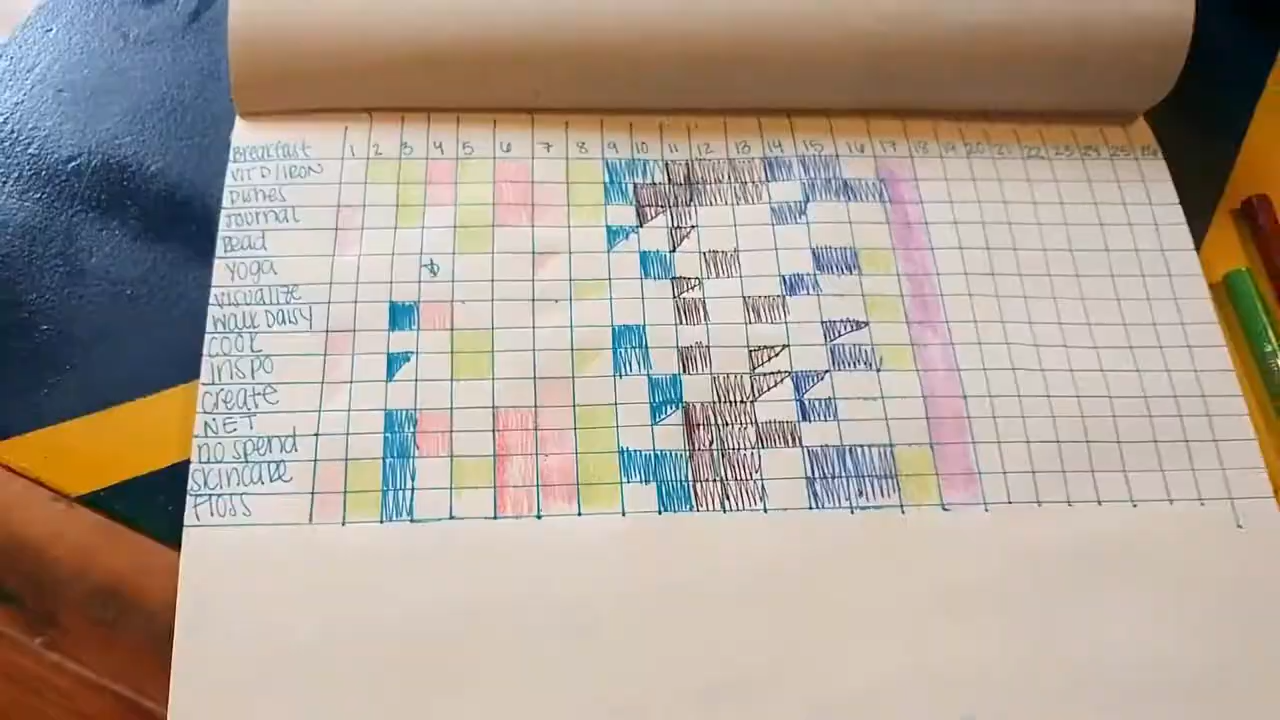 Breakfast 1 2 3 4 5 6 7 8 9 10 11 12 13 14 15 16 17 18 19 20 21 22 23 24 25 26
VIT D/IRON
DISHES
Journal
Read
YOGA
VISUALIZE
WALK DAISY
COOK
INSPO
create
.NET
no spend
SKINCARE
FLOSS